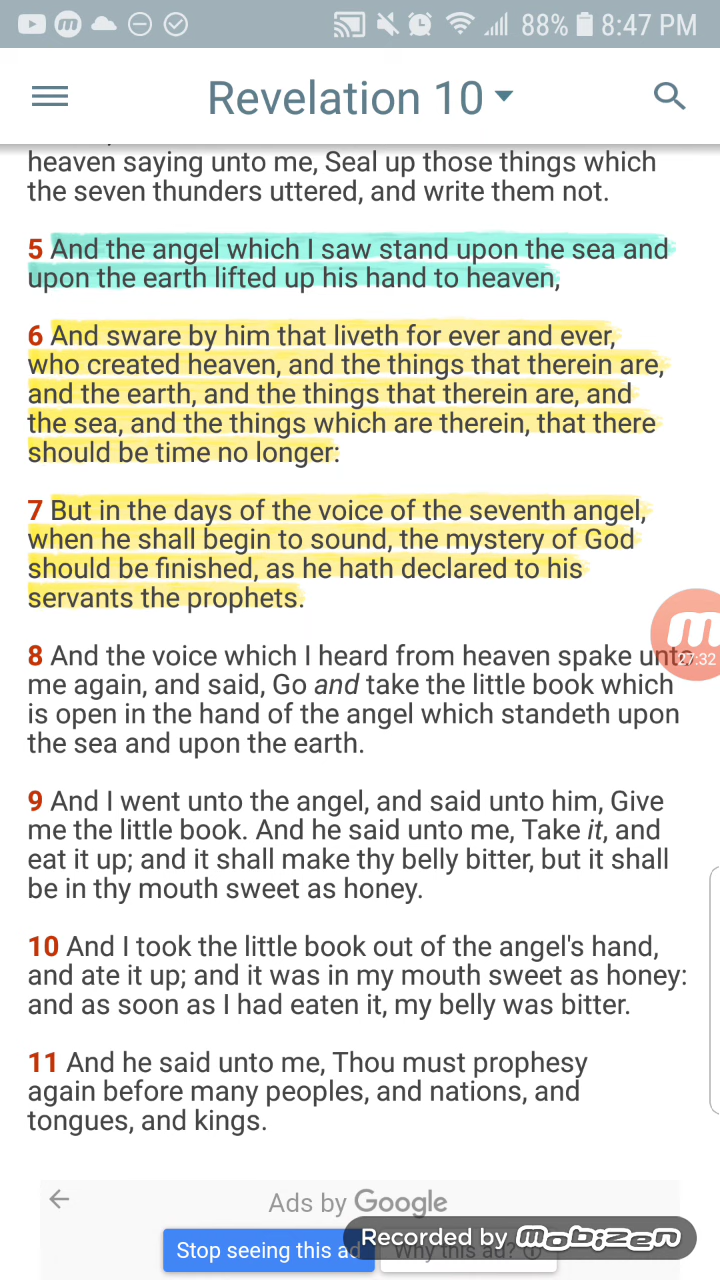 88% 8:47 PM
Revelation 10
heaven saying unto me, Seal up those things which
the seven thunders uttered, and write them not.
5 And the angel which I saw stand upon the sea and
upon the earth lifted up his hand to heaven,
6 And sware by him that liveth for ever and ever,
who created heaven, and the things that therein are,
and the earth, and the things that therein are, and
the sea, and the things which are therein, that there
should be time no longer:
7 But in the days of the voice of the seventh angel,
when he shall begin to sound, the mystery of God
should be finished, as he hath declared to his
servants the prophets.
8 And the voice which I heard from heaven spake unto
27:32
me again, and said, Go and take the little book which
is open in the hand of the angel which standeth upon
the sea and upon the earth.
9 And I went unto the angel, and said unto him, Give
me the little book. And he said unto me, Take it, and
eat it up; and it shall make thy belly bitter, but it shall
be in thy mouth sweet as honey.
10 And I took the little book out of the angel's hand,
and ate it up; and it was in my mouth sweet as honey:
and as soon as I had eaten it, my belly was bitter.
11 And he said unto me, Thou must prophesy
again before many peoples, and nations, and
tongues, and kings.
Ads by Google
Recorded by mobizen
Stop seeing this ad Why this ad?